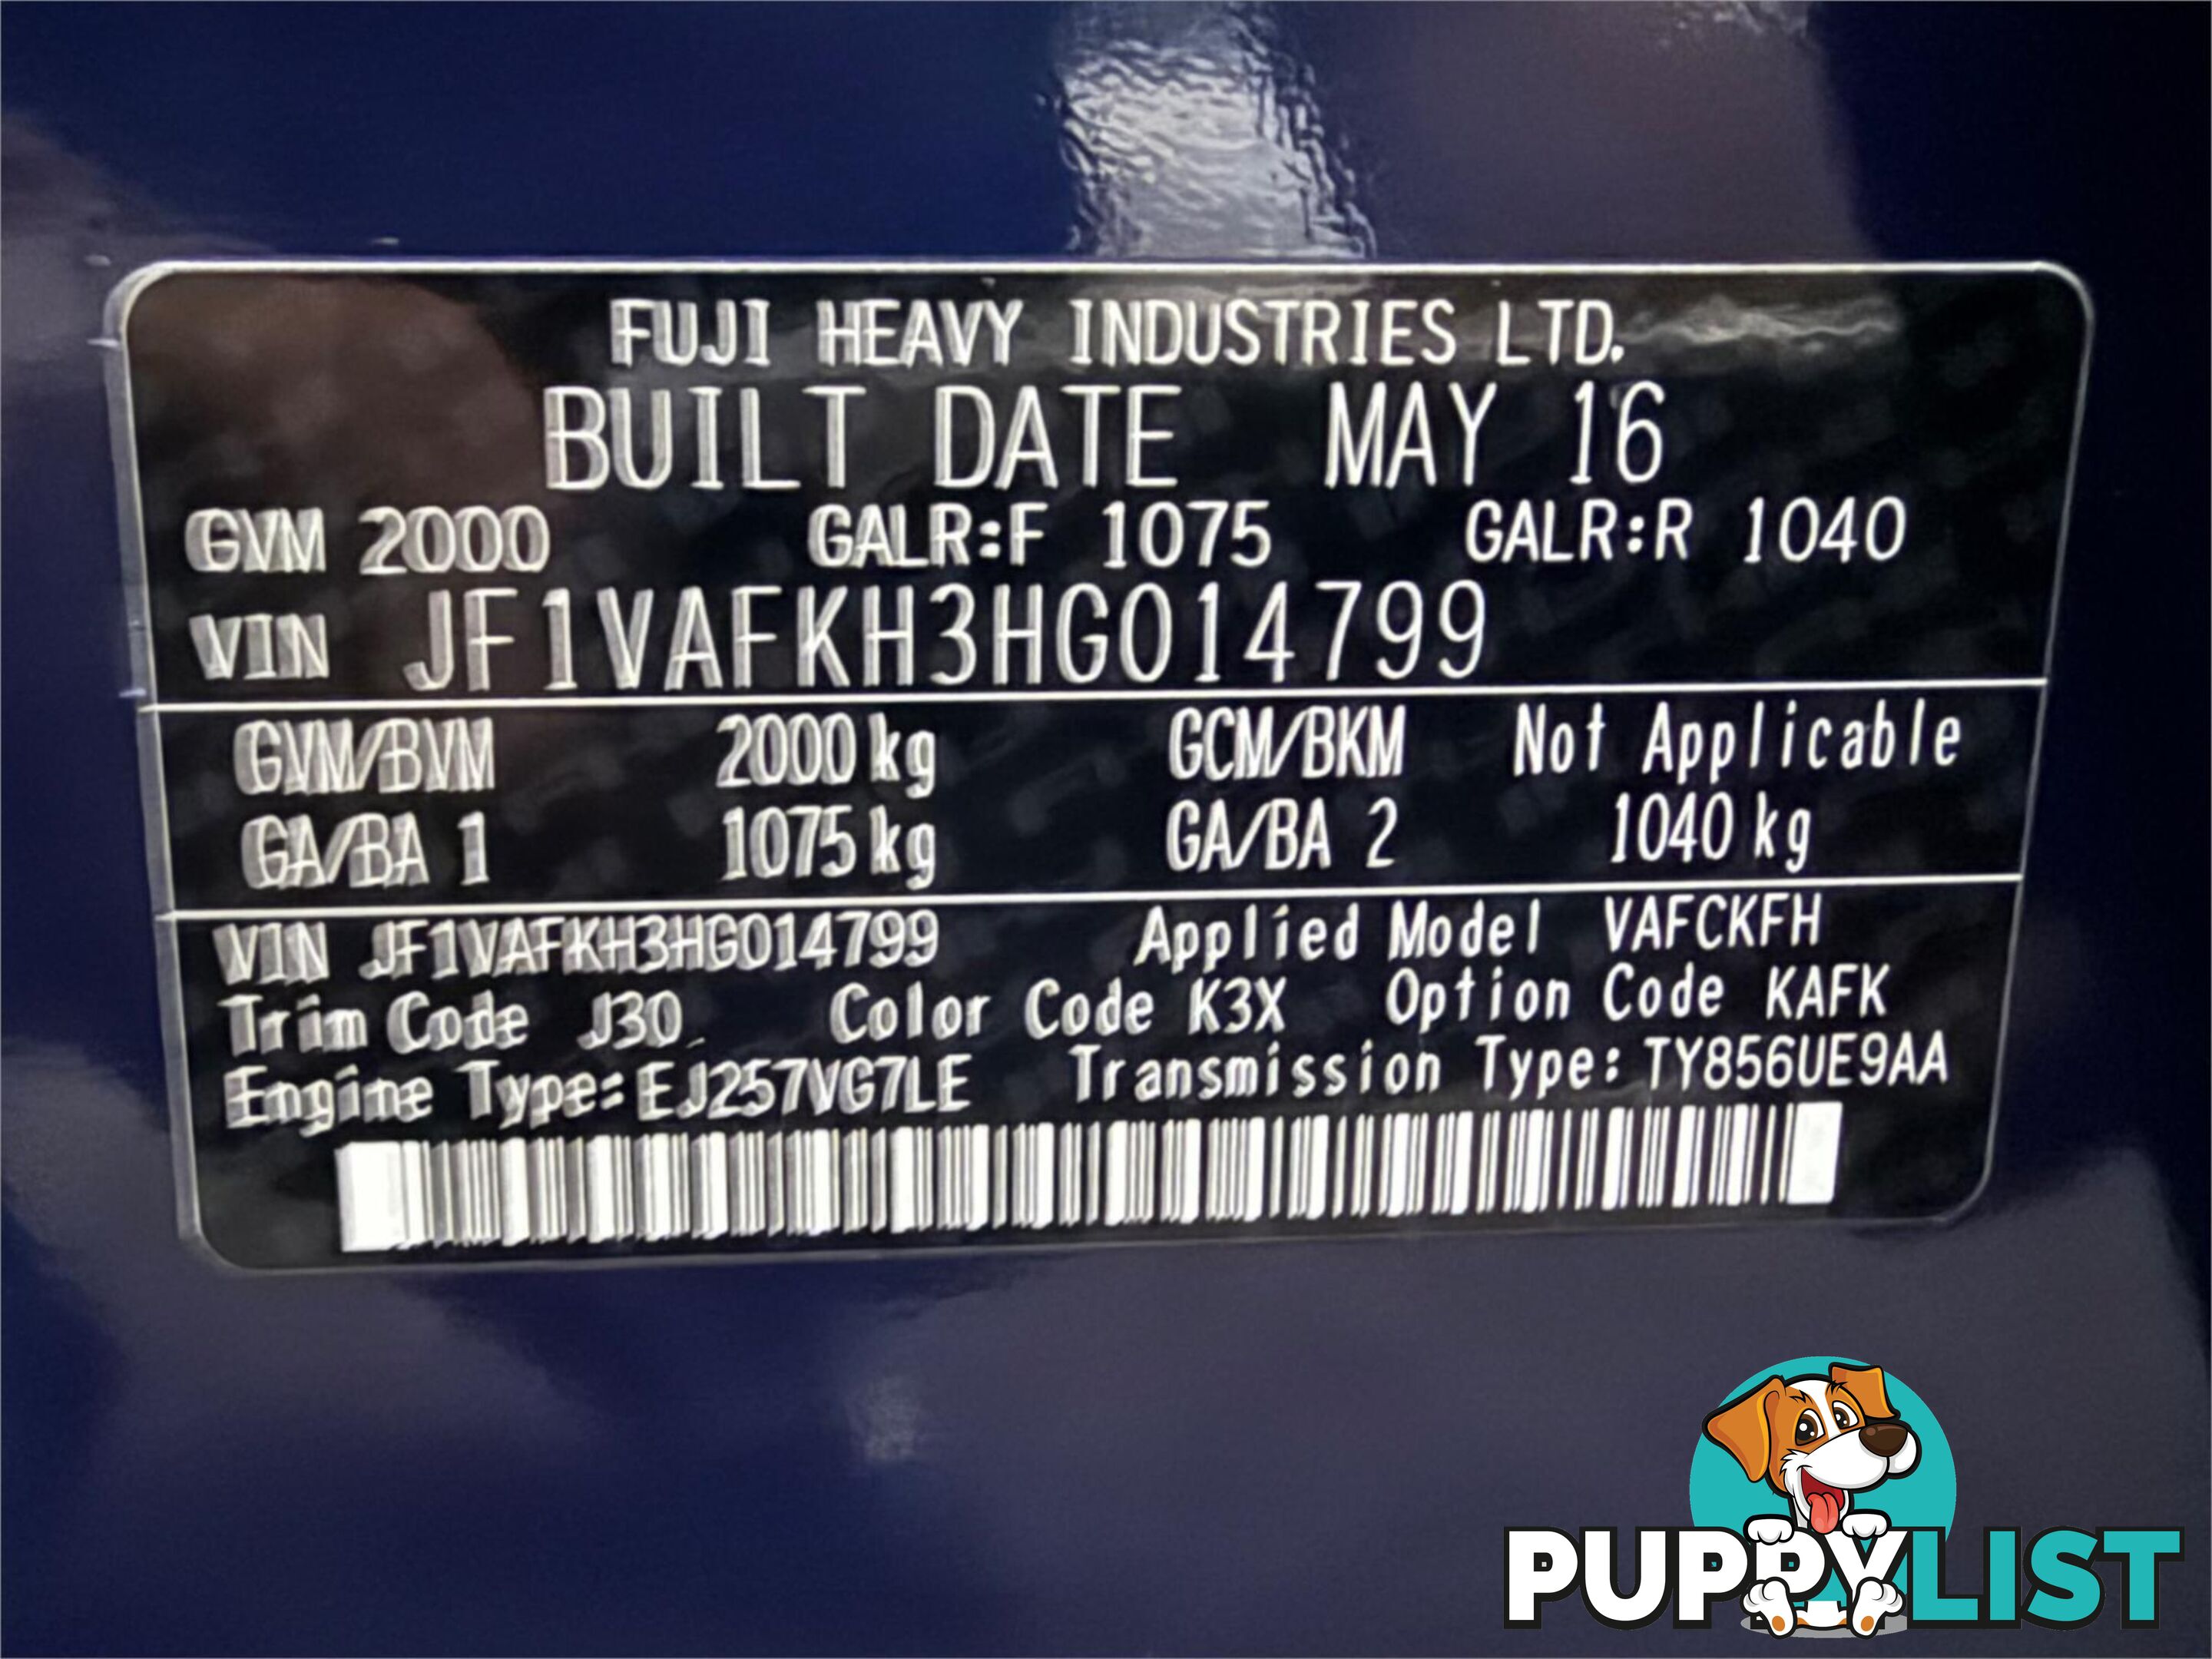 FUJI HEAVY INDUSTRIES LTD.
BUILT DATE MAY 16
GVM 2000 GALR:F 1075 GALR:R 1040
VIN JF1VAFKH3HG014799
GVM/BVM 2000 kg GCM/BKM Not Applicable
GA/BA 1 1075 kg GA/BA 2 1040 kg
VIN JF1VAFKH3HG014799 Applied Model VAFCKFH
Trim Code J30 Color Code K3X Option Code KAFK
Engine Type:EJ257VG7LE Transmission Type:TY856UE9AA
PUPPYLIST